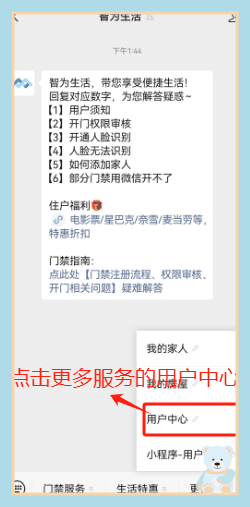 智为生活
下午1:44
智为生活，带您享受便捷生活！
回复对应数字，为您解答疑惑~
【1】用户须知
【2】开门权限审核
【3】开通人脸识别
【4】人脸无法识别
【5】如何添加家人
【6】部分门禁用微信开不了
住户福利
电影票/星巴克/奈雪/麦当劳等，
特惠折扣
门禁指南：
点此处【门禁注册流程、权限审核、
开门相关问题】疑难解答
我的家人
点击更多服务的用户中心
我的房屋
用户中心
小程序-用户
门禁服务
生活特惠
更